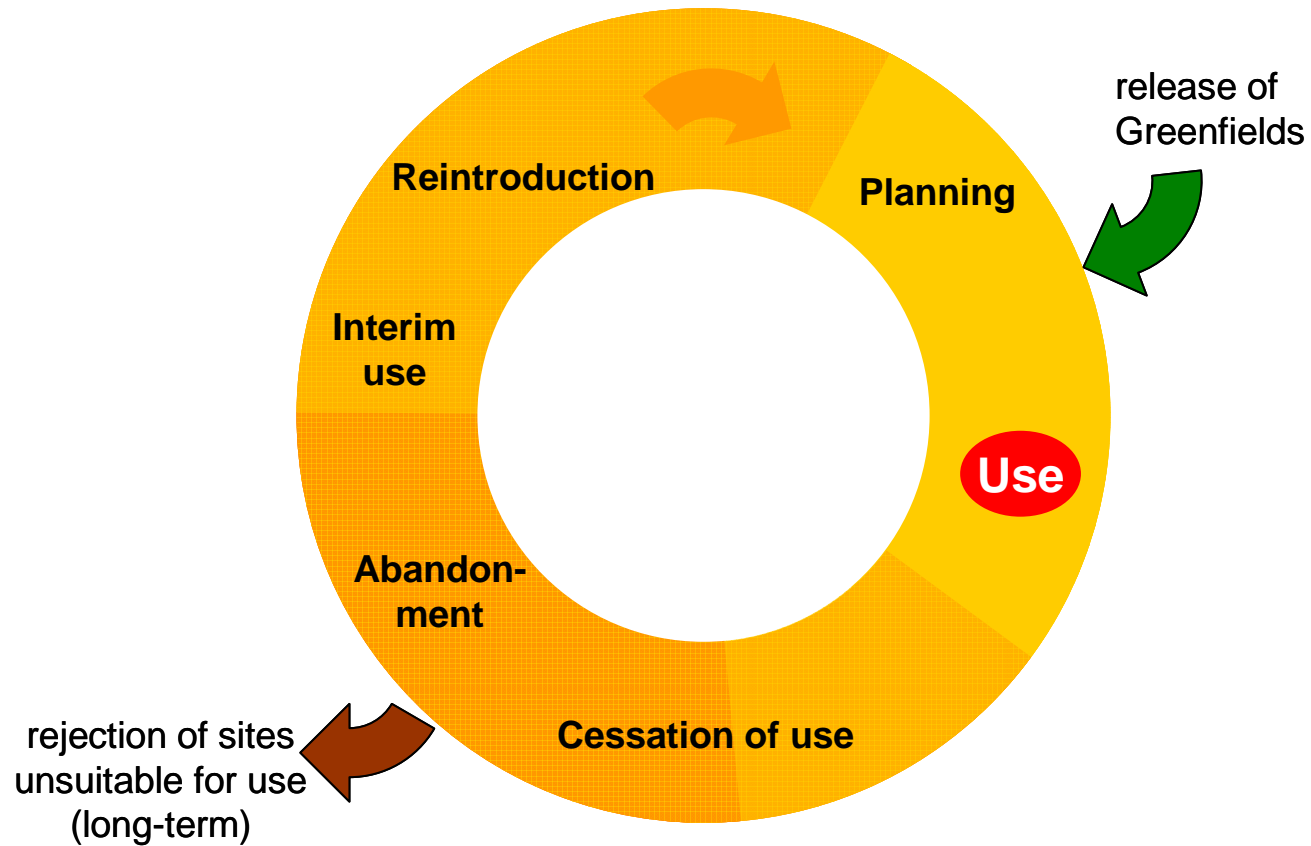 release of
Greenfields
Reintroduction
Planning
Interim
use
Use
Abandon-
ment
Cessation of use
rejection of sites
unsuitable for use
(long-term)